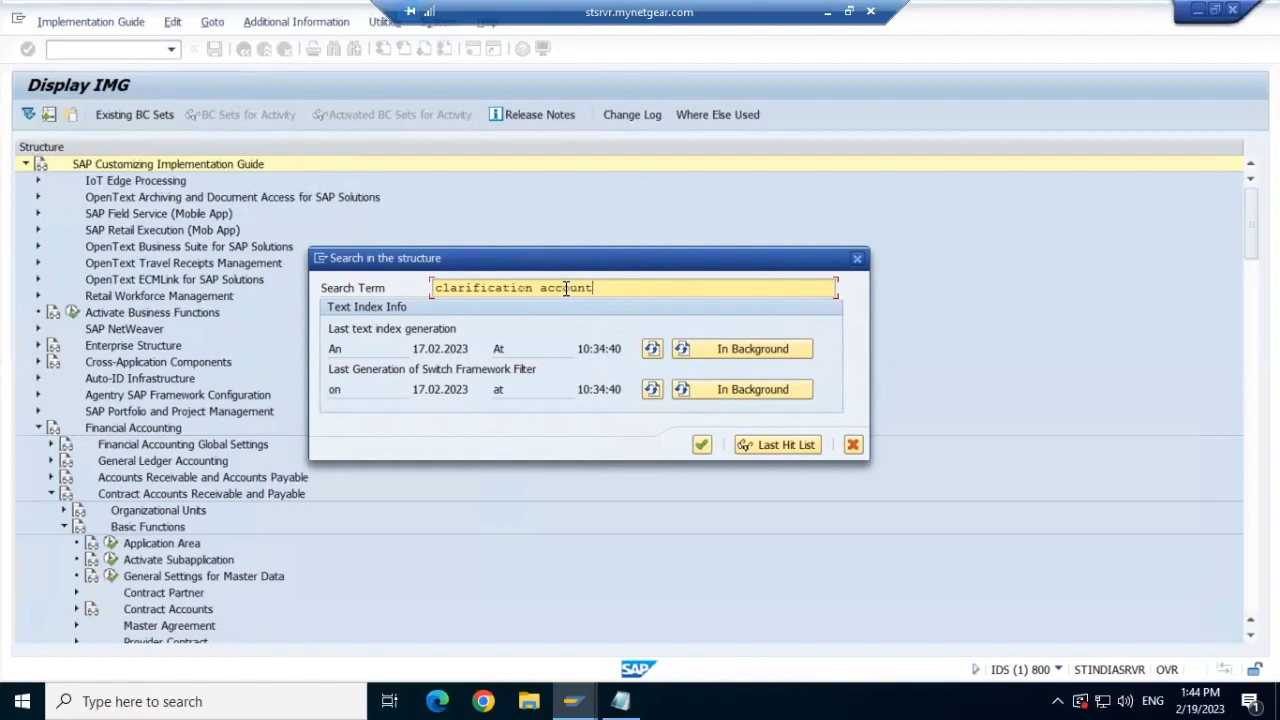 stsrvr.mynetgear.com
Implementation Guide Edit Goto Additional Information
Display IMG
Existing BC Sets BC Sets for Activity Activated BC Sets for Activity Release Notes Change Log Where Else Used
Structure
SAP Customizing Implementation Guide
IoT Edge Processing
OpenText Archiving and Document Access for SAP Solutions
SAP Field Service (Mobile App)
SAP Retail Execution (Mob App)
OpenText Business Suite for SAP Solutions
OpenText Travel Receipts Management
OpenText ECMLink for SAP Solutions
Retail Workforce Management
Activate Business Functions
SAP NetWeaver
Enterprise Structure
Cross-Application Components
Auto-ID Infrastructure
Agentry SAP Framework Configuration
SAP Portfolio and Project Management
Financial Accounting
Financial Accounting Global Settings
General Ledger Accounting
Accounts Receivable and Accounts Payable
Contract Accounts Receivable and Payable
Organizational Units
Basic Functions
Application Area
Activate Subapplication
General Settings for Master Data
Contract Partner
Contract Accounts
Master Agreement
Provider Contract
Search in the structure
Search Term clarification account
Text Index Info
Last text index generation
An 17.02.2023 At 10:34:40 In Background
Last Generation of Switch Framework Filter
on 17.02.2023 at 10:34:40 In Background
Last Hit List
SAP
IDS (1) 800 STINDIASRVR OVR
Type here to search
ENG
1:44 PM
2/19/2023
1